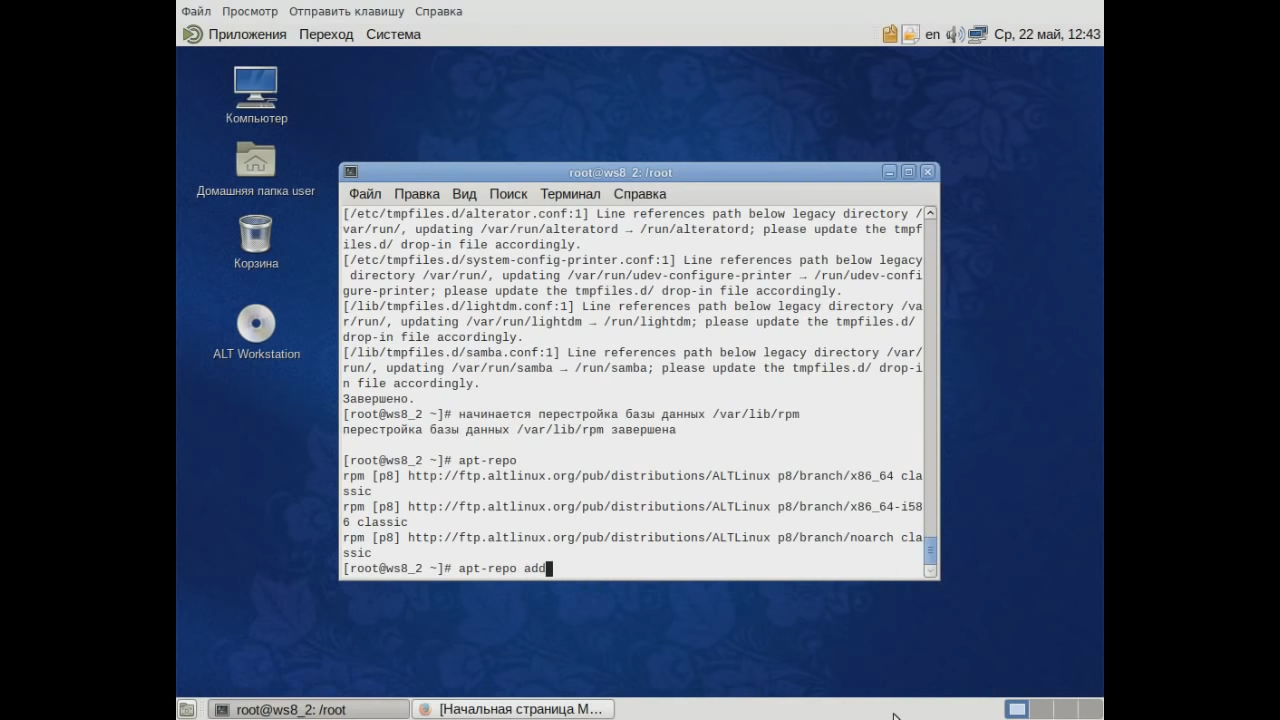 Файл Просмотр Отправить клавишу Справка
Приложения Переход Система en Ср, 22 май, 12:43
Компьютер
Домашняя папка user
Корзина
ALT Workstation
root@ws8_2: /root
Файл Правка Вид Поиск Терминал Справка
[/etc/tmpfiles.d/alterator.conf:1] Line references path below legacy directory /
var/run/, updating /var/run/alteratord → /run/alteratord; please update the tmpf
iles.d/ drop-in file accordingly.
[/etc/tmpfiles.d/system-config-printer.conf:1] Line references path below legacy
 directory /var/run/, updating /var/run/udev-configure-printer → /run/udev-confi
gure-printer; please update the tmpfiles.d/ drop-in file accordingly.
[/lib/tmpfiles.d/lightdm.conf:1] Line references path below legacy directory /va
r/run/, updating /var/run/lightdm → /run/lightdm; please update the tmpfiles.d/
drop-in file accordingly.
[/lib/tmpfiles.d/samba.conf:1] Line references path below legacy directory /var/
run/, updating /var/run/samba → /run/samba; please update the tmpfiles.d/ drop-i
n file accordingly.
Завершено.
[root@ws8_2 ~]# начинается перестройка базы данных /var/lib/rpm
перестройка базы данных /var/lib/rpm завершена
[root@ws8_2 ~]# apt-repo
rpm [p8] http://ftp.altlinux.org/pub/distributions/ALTLinux p8/branch/x86_64 cla
ssic
rpm [p8] http://ftp.altlinux.org/pub/distributions/ALTLinux p8/branch/x86_64-i58
6 classic
rpm [p8] http://ftp.altlinux.org/pub/distributions/ALTLinux p8/branch/noarch cla
ssic
[root@ws8_2 ~]# apt-repo add
root@ws8_2: /root [Начальная страница M...